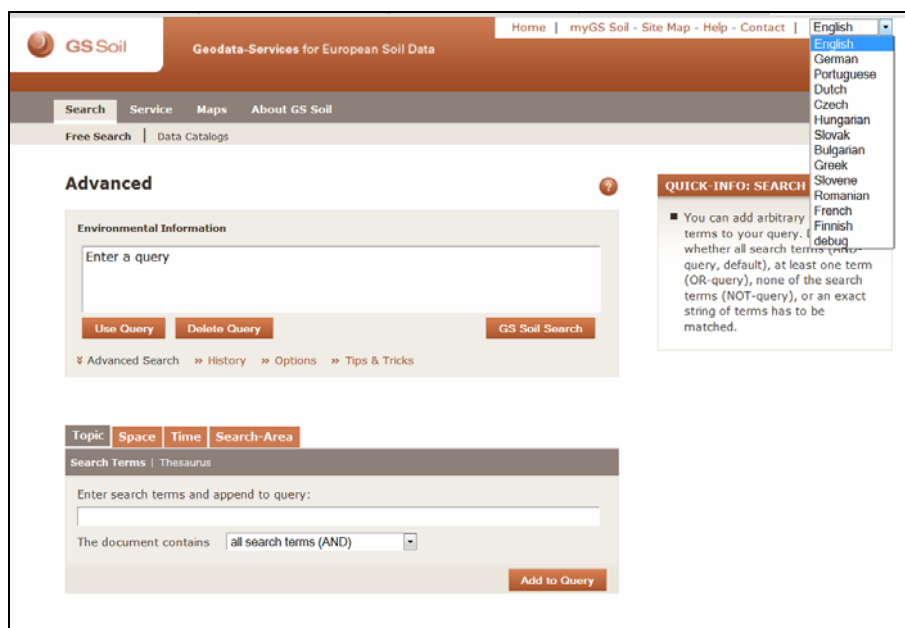 Home | myGS Soil - Site Map - Help - Contact | English
GS Soil
Geodata-Services for European Soil Data
English
German
Portuguese
Dutch
Czech
Hungarian
Slovak
Bulgarian
Greek
Slovene
Romanian
French
Finnish
debug
Search Service Maps About GS Soil
Free Search | Data Catalogs
Advanced
?
Environmental Information
Enter a query
Use Query Delete Query GS Soil Search
Advanced Search » History » Options » Tips & Tricks
QUICK-INFO: SEARCH
You can add arbitrary
terms to your query.
whether all search terms (AND-
query, default), at least one term
(OR-query), none of the search
terms (NOT-query), or an exact
string of terms has to be
matched.
Topic Space Time Search-Area
Search Terms | Thesaurus
Enter search terms and append to query:
The document contains all search terms (AND)
Add to Query